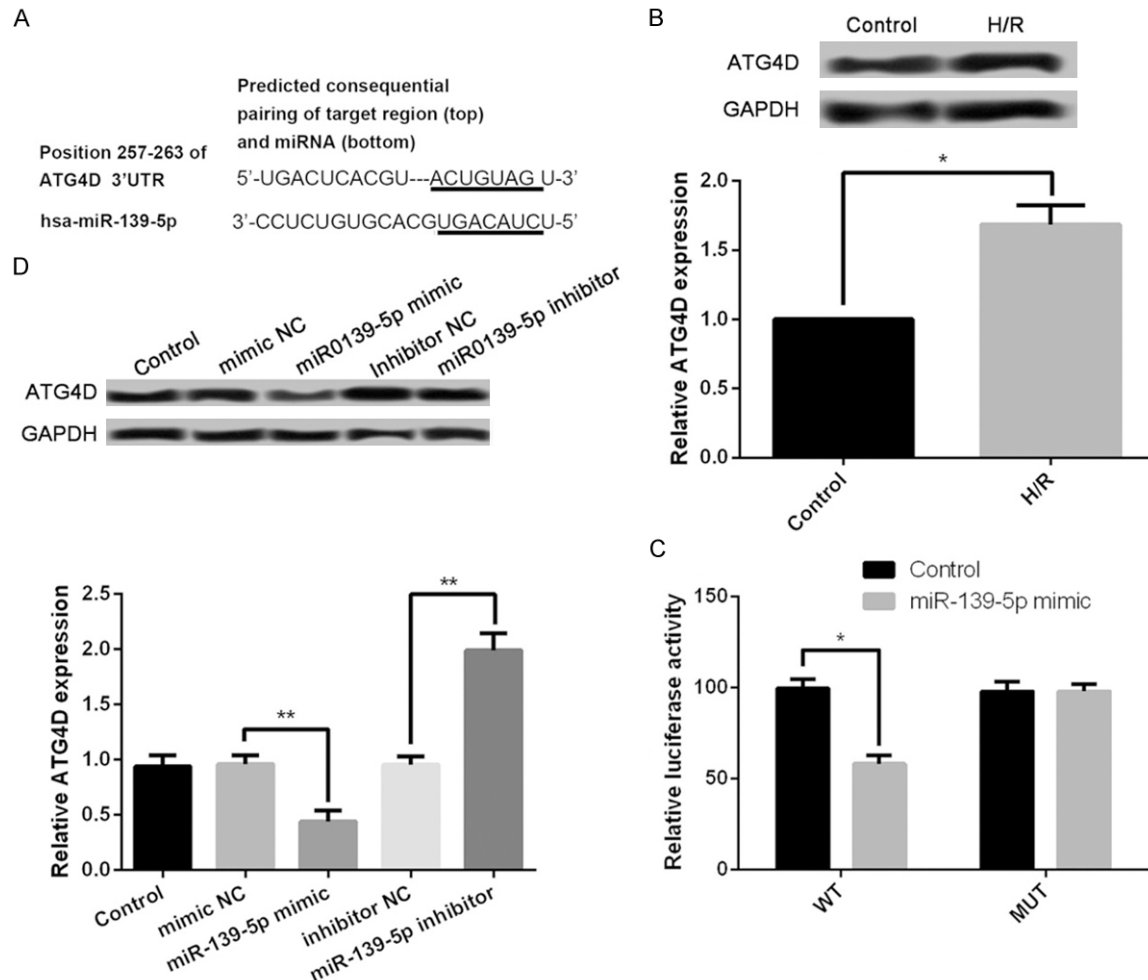 A
Predicted consequential
pairing of target region (top)
and miRNA (bottom)
Position 257-263 of
ATG4D 3'UTR
5'-UGACUCACGU---ACUGUAG U-3'
hsa-miR-139-5p
3'-CCUCUGUGCACGUGACAUCU-5'
B
Control H/R
ATG4D
GAPDH
*
Relative ATG4D expression
2.0
1.5
1.0
0.5
0.0
Control
H/R
C
Control
miR-139-5p mimic
Relative luciferase activity
150
100
50
0
*
WT
MUT
D
Control
mimic NC
miR0139-5p mimic
Inhibitor NC
miR0139-5p inhibitor
ATG4D
GAPDH
Relative ATG4D expression
2.5
2.0
1.5
1.0
0.5
0.0
**
**
Control
mimic NC
miR-139-5p mimic
inhibitor NC
miR-139-5p inhibitor